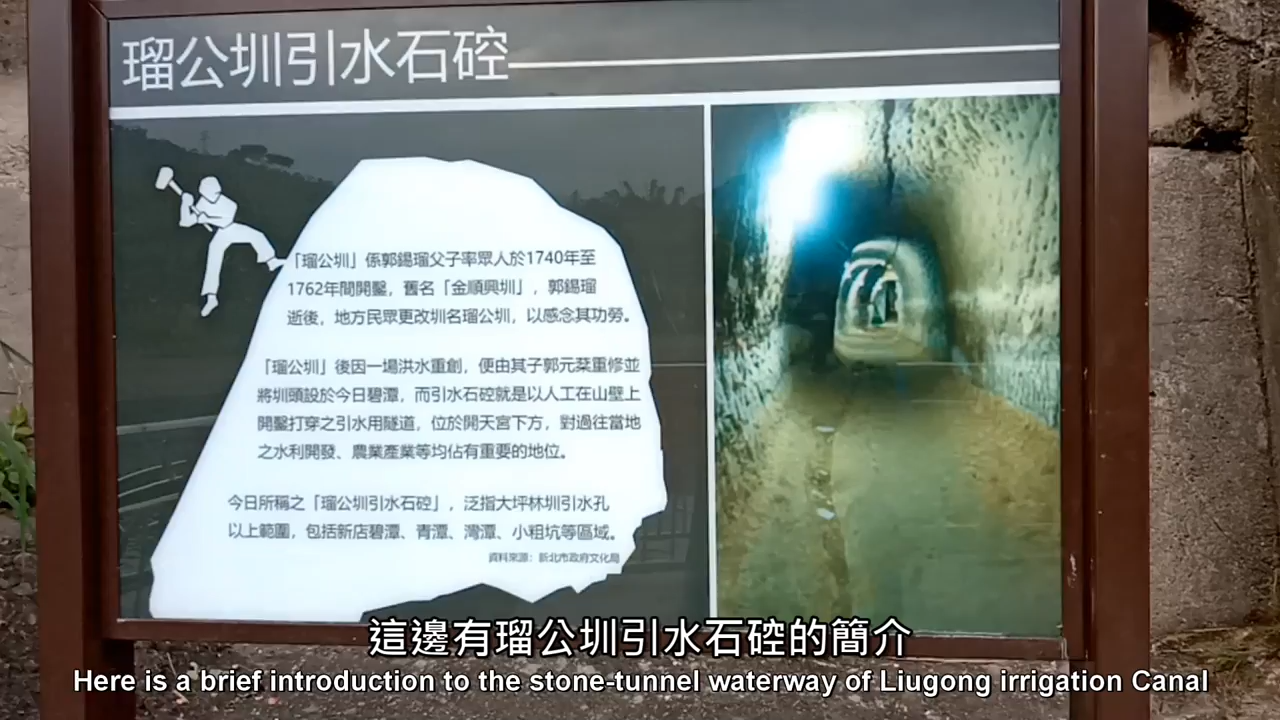 瑠公圳引水石硿
「瑠公圳」係郭錫瑠父子率眾人於1740年至
1762年間開鑿，舊名「金順興圳」，郭錫瑠
逝後，地方民眾更改圳名瑠公圳，以感念其功勞。
「瑠公圳」後因一場洪水重創，便由其子郭元棻重修並
將圳頭設於今日碧潭，而引水石硿就是以人工在山壁上
開鑿打穿之引水用隧道，位於開天宮下方，對過往當地
之水利開發、農業產業等均佔有重要的地位。
今日所稱之「瑠公圳引水石硿」，泛指大坪林圳引水孔
以上範圍，包括新店碧潭、青潭、灣潭、小粗坑等區域。
資料來源：新北市政府文化局
這邊有瑠公圳引水石硿的簡介
Here is a brief introduction to the stone-tunnel waterway of Liugong irrigation Canal